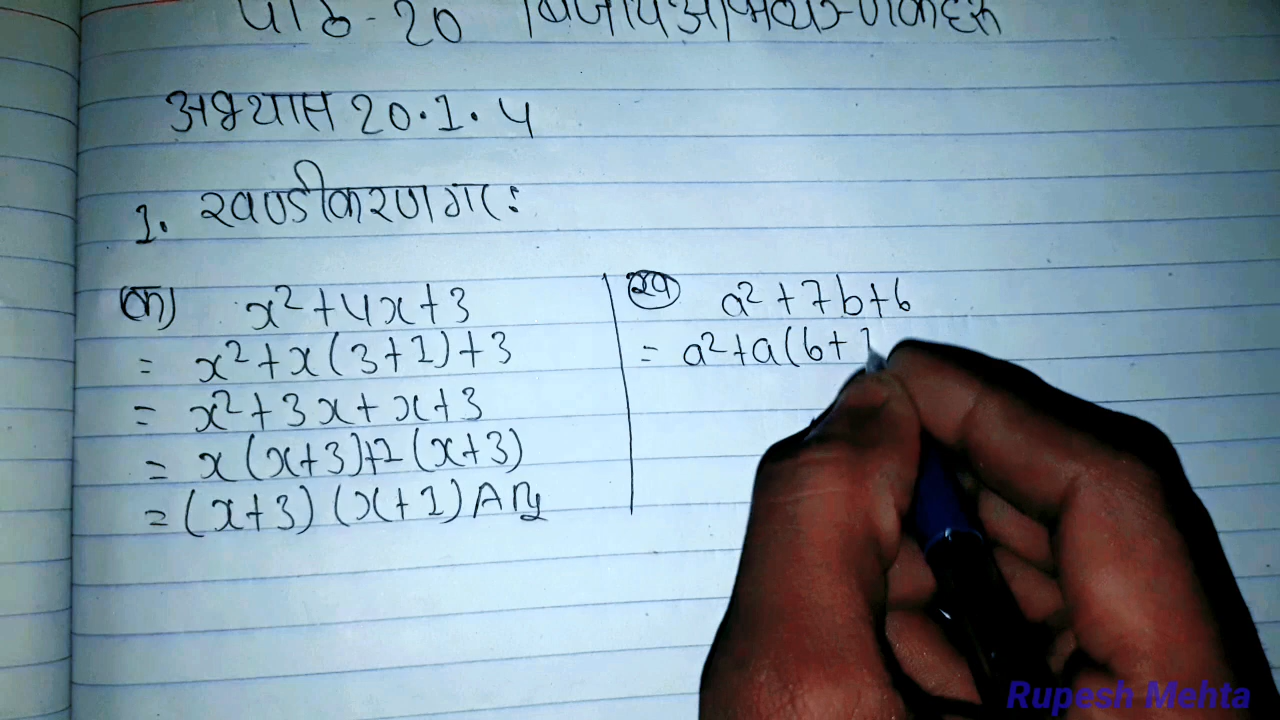 पाठ-20
अभ्यास 20.1.4
1. खण्डीकरण गर:
क) x²+4x+3
= x²+x(3+1)+3
= x²+3x+x+3
= x(x+3)+1(x+3)
= (x+3)(x+1) Ans
ख a²+7b+6
= a²+a(6+1
Rupesh Mehta